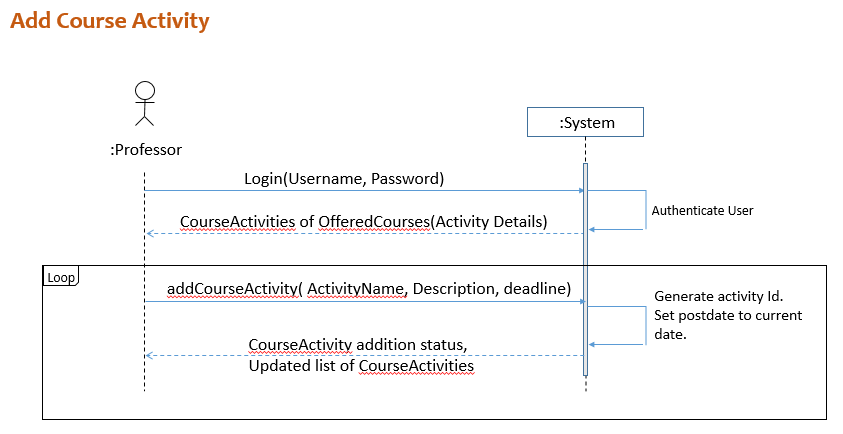 Add Course Activity
:System
:Professor
Login(Username, Password)
Authenticate User
CourseActivities of OfferedCourses(Activity Details)
Loop
addCourseActivity( ActivityName, Description, deadline)
Generate activity Id.
Set postdate to current
date.
CourseActivity addition status,
Updated list of CourseActivities